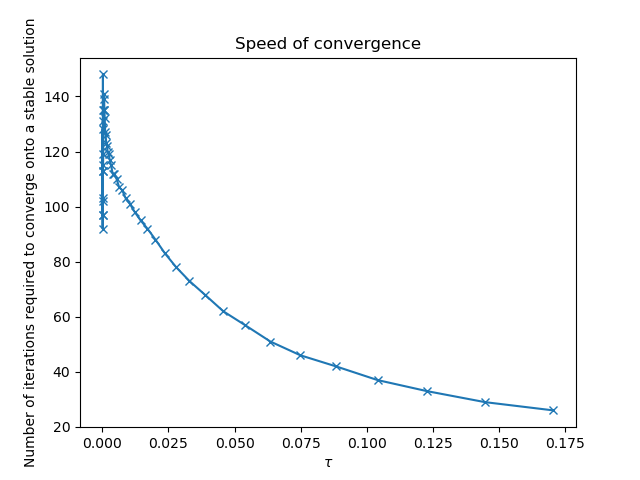 Speed of convergence
Number of iterations required to converge onto a stable solution
140
120
100
80
60
40
20
0.000 0.025 0.050 0.075 0.100 0.125 0.150 0.175
τ